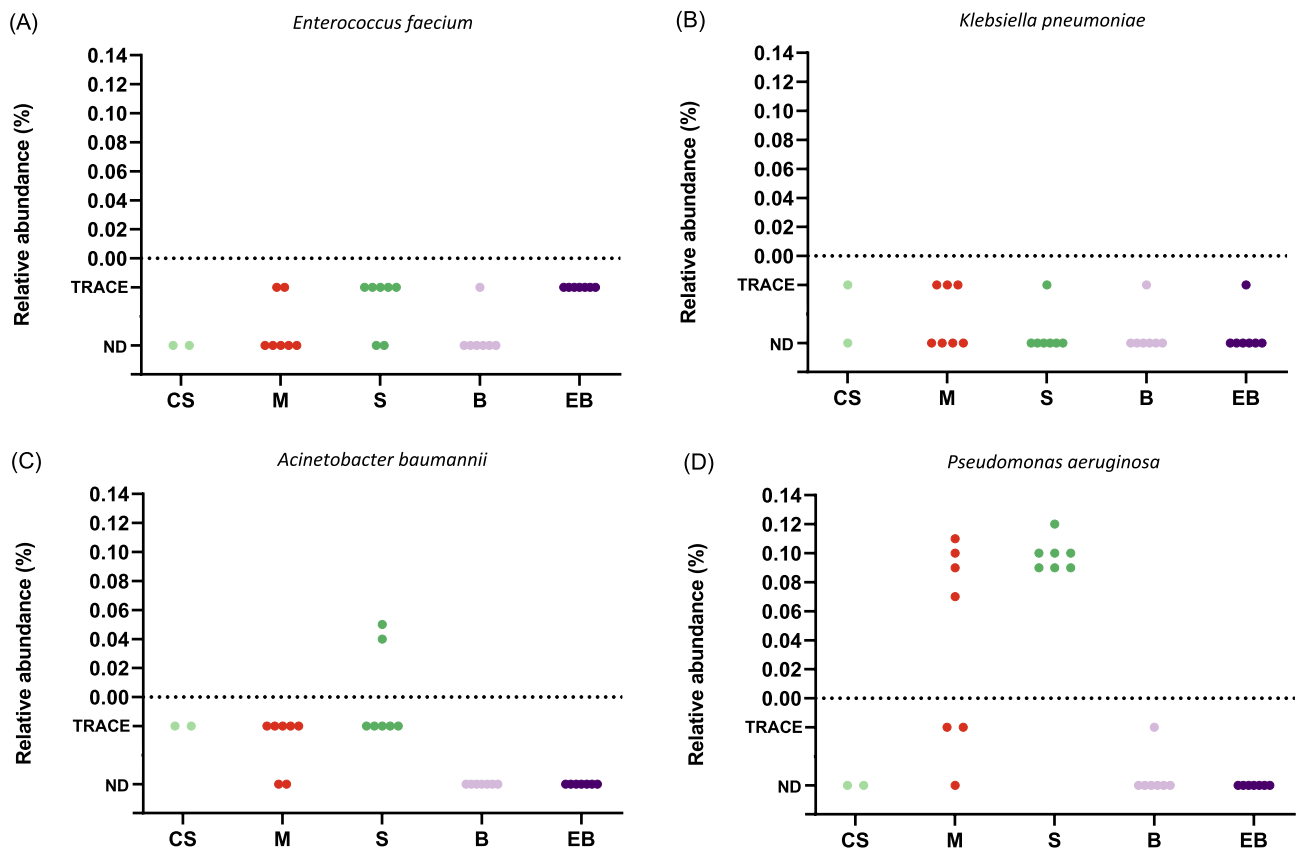 (A)
Enterococcus faecium
Relative abundance (%)
0.14
0.12
0.10
0.08
0.06
0.04
0.02
0.00
TRACE
ND
CS M S B EB
(B)
Klebsiella pneumoniae
Relative abundance (%)
0.14
0.12
0.10
0.08
0.06
0.04
0.02
0.00
TRACE
ND
CS M S B EB
(C)
Acinetobacter baumannii
Relative abundance (%)
0.14
0.12
0.10
0.08
0.06
0.04
0.02
0.00
TRACE
ND
CS M S B EB
(D)
Pseudomonas aeruginosa
Relative abundance (%)
0.14
0.12
0.10
0.08
0.06
0.04
0.02
0.00
TRACE
ND
CS M S B EB